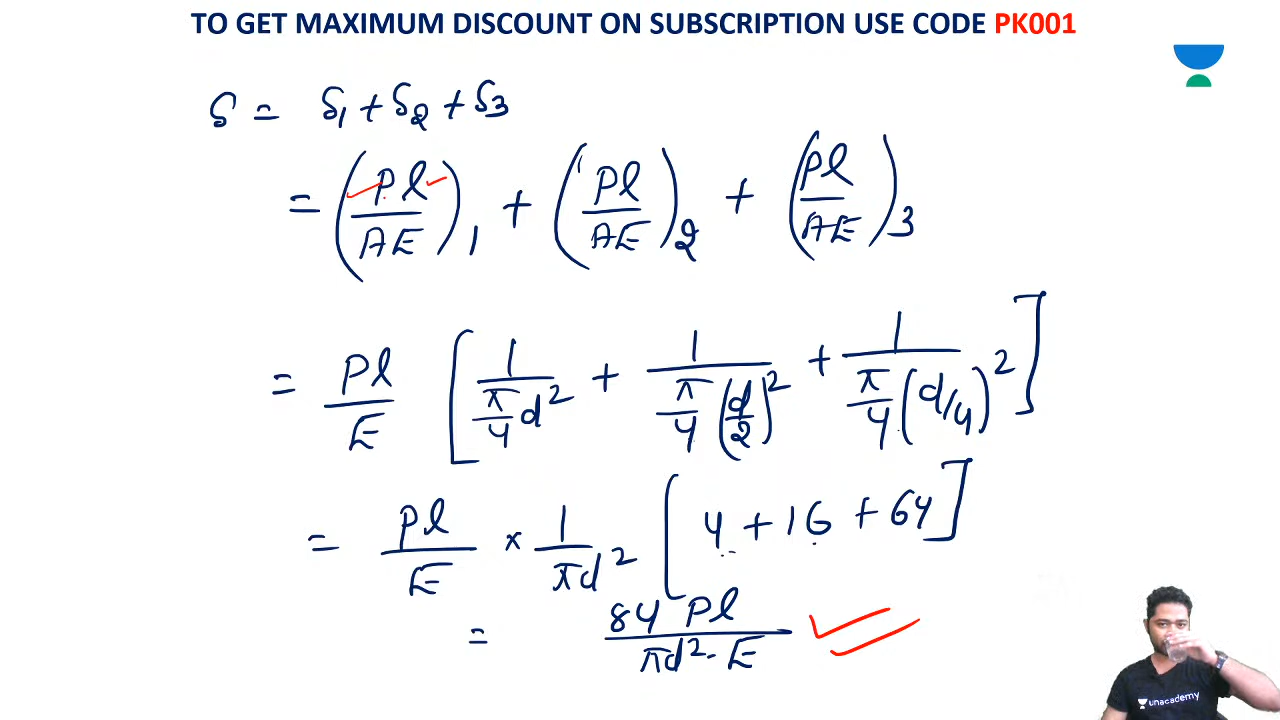 TO GET MAXIMUM DISCOUNT ON SUBSCRIPTION USE CODE PK001
δ = δ1 + δ2 + δ3
= (Pl/AE)1 + (Pl/AE)2 + (Pl/AE)3
= Pl/E [1/(π/4 d²) + 1/(π/4 (d/2)²) + 1/(π/4 (d/4)²)]
= Pl/E × 1/πd² [4 + 16 + 64]
= 84 Pl/πd²·E
unacademy